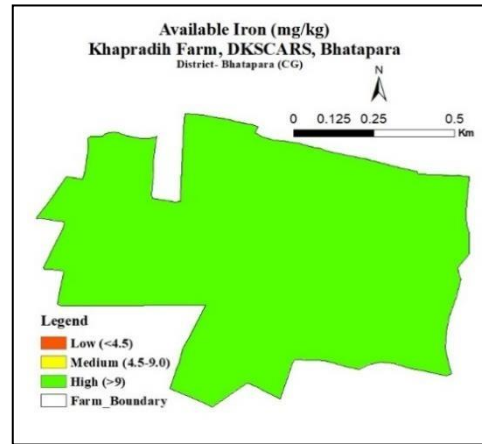 Available Iron (mg/kg)
Khapradih Farm, DKSCARS, Bhatapara
District- Bhatapara (CG)
N
0 0.125 0.25 0.5
Km
Legend
Low (<4.5)
Medium (4.5-9.0)
High (>9)
Farm_Boundary